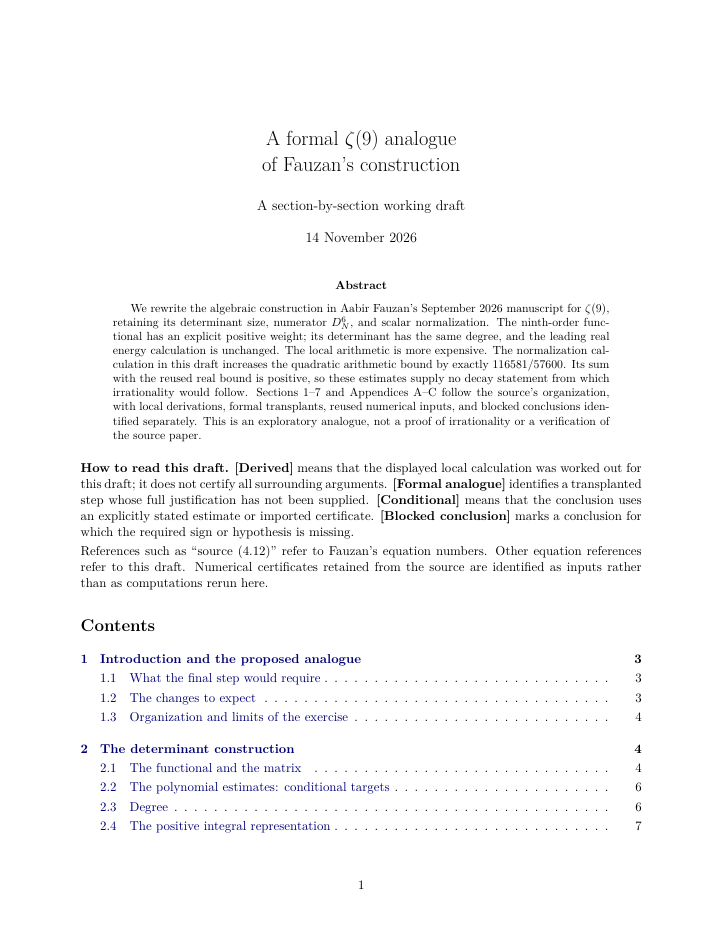 A formal ζ(9) analogue
of Fauzan's construction
A section-by-section working draft
14 November 2026
Abstract
We rewrite the algebraic construction in Aabir Fauzan's September 2026 manuscript for ζ(9),
retaining its determinant size, numerator D_N^6, and scalar normalization. The ninth-order func-
tional has an explicit positive weight; its determinant has the same degree, and the leading real
energy calculation is unchanged. The local arithmetic is more expensive. The normalization cal-
culation in this draft increases the quadratic arithmetic bound by exactly 116581/57600. Its sum
with the reused real bound is positive, so these estimates supply no decay statement from which
irrationality would follow. Sections 1–7 and Appendices A–C follow the source's organization,
with local derivations, formal transplants, reused numerical inputs, and blocked conclusions iden-
tified separately. This is an exploratory analogue, not a proof of irrationality or a verification of
the source paper.
How to read this draft. [Derived] means that the displayed local calculation was worked out for
this draft; it does not certify all surrounding arguments. [Formal analogue] identifies a transplanted
step whose full justification has not been supplied. [Conditional] means that the conclusion uses
an explicitly stated estimate or imported certificate. [Blocked conclusion] marks a conclusion for
which the required sign or hypothesis is missing.
References such as “source (4.12)” refer to Fauzan's equation numbers. Other equation references
refer to this draft. Numerical certificates retained from the source are identified as inputs rather
than as computations rerun here.
Contents
1 Introduction and the proposed analogue 3
1.1 What the final step would require . . . . . . . . . . . . . . . . . . . . . . . . . . . . . 3
1.2 The changes to expect . . . . . . . . . . . . . . . . . . . . . . . . . . . . . . . . . . . 3
1.3 Organization and limits of the exercise . . . . . . . . . . . . . . . . . . . . . . . . . . 4
2 The determinant construction 4
2.1 The functional and the matrix . . . . . . . . . . . . . . . . . . . . . . . . . . . . . . 4
2.2 The polynomial estimates: conditional targets . . . . . . . . . . . . . . . . . . . . . . 6
2.3 Degree . . . . . . . . . . . . . . . . . . . . . . . . . . . . . . . . . . . . . . . . . . . . 6
2.4 The positive integral representation . . . . . . . . . . . . . . . . . . . . . . . . . . . . 7
1